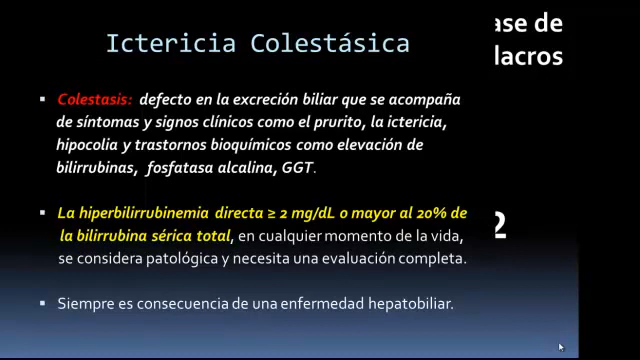 Ictericia Colestásica
Colestasis: defecto en la excreción biliar que se acompaña
de síntomas y signos clínicos como el prurito, la ictericia,
hipocolia y trastornos bioquímicos como elevación de
bilirrubinas, fosfatasa alcalina, GGT.
La hiperbilirrubinemia directa ≥ 2 mg/dL o mayor al 20% de
la bilirrubina sérica total, en cualquier momento de la vida,
se considera patológica y necesita una evaluación completa.
Siempre es consecuencia de una enfermedad hepatobiliar.
ase de
lacros
2